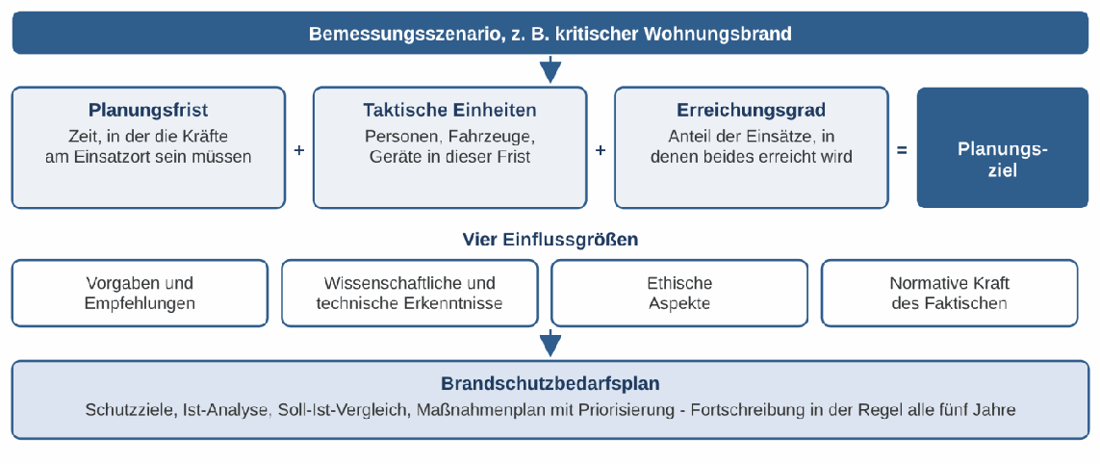 Bemessungsszenario, z. B. kritischer Wohnungsbrand
Planungsfrist
Zeit, in der die Kräfte
am Einsatzort sein müssen
+
Taktische Einheiten
Personen, Fahrzeuge,
Geräte in dieser Frist
+
Erreichungsgrad
Anteil der Einsätze, in
denen beides erreicht wird
=
Planungs-
ziel
Vier Einflussgrößen
Vorgaben und
Empfehlungen
Wissenschaftliche und
technische Erkenntnisse
Ethische
Aspekte
Normative Kraft
des Faktischen
Brandschutzbedarfsplan
Schutzziele, Ist-Analyse, Soll-Ist-Vergleich, Maßnahmenplan mit Priorisierung - Fortschreibung in der Regel alle fünf Jahre